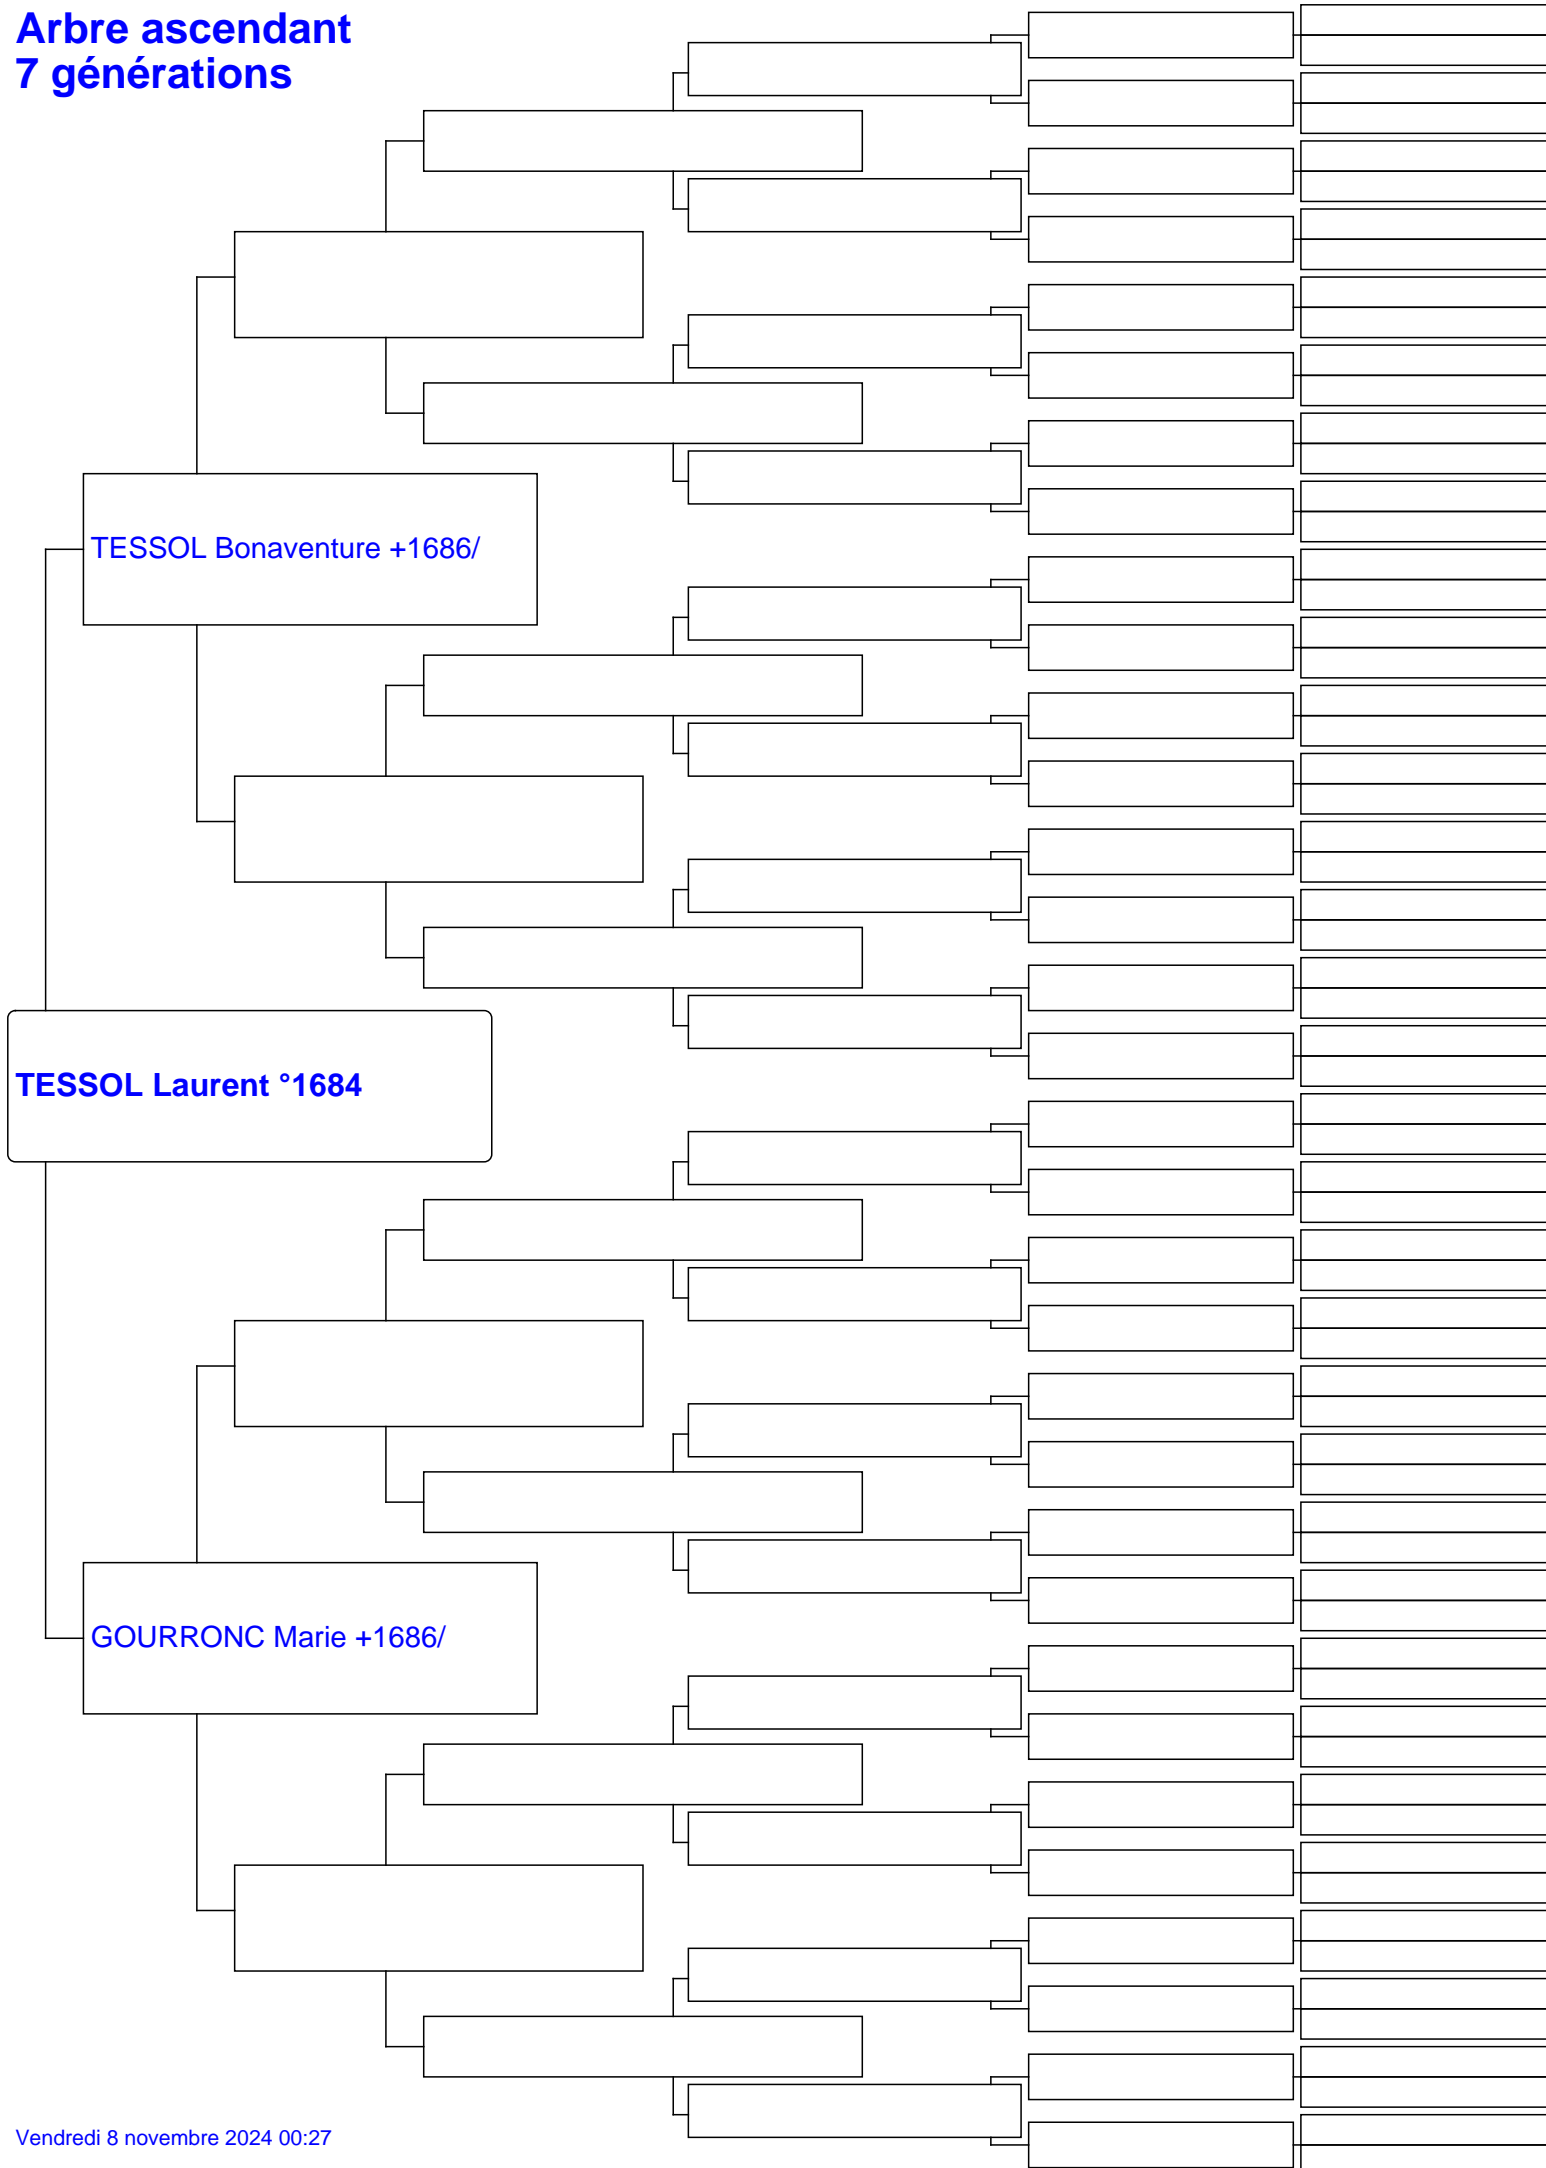 Arbre ascendant
7 générations
TESSOL Bonaventure +1686/
TESSOL Laurent °1684
GOURRONC Marie +1686/
Vendredi 8 novembre 2024 00:27